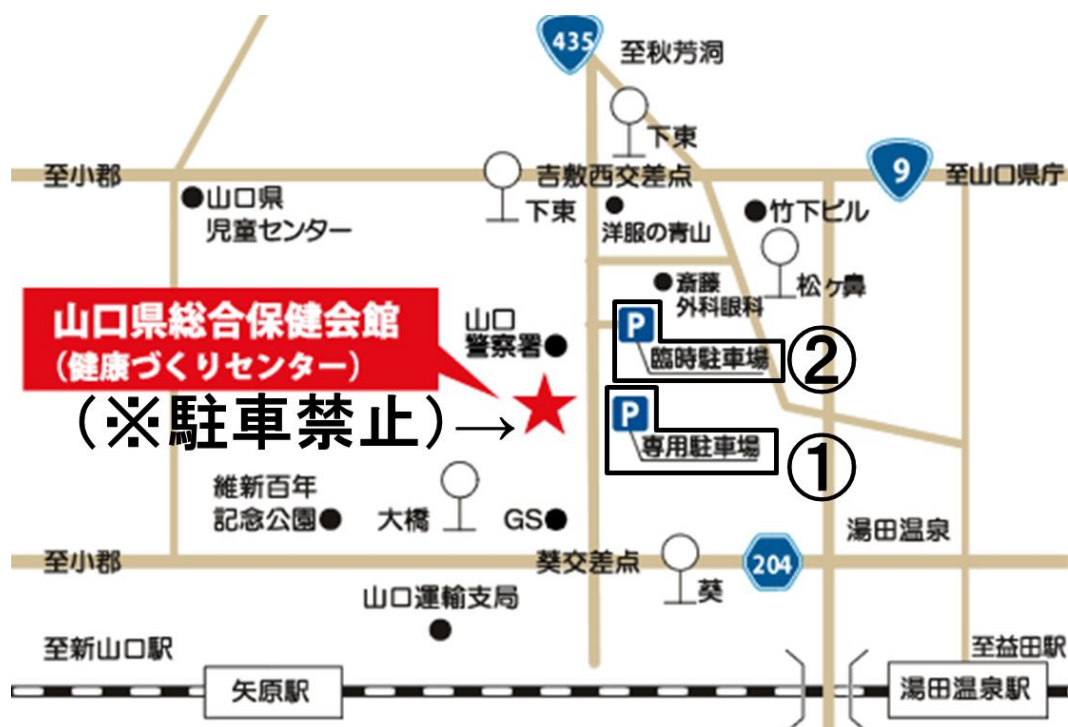 435
至秋芳洞
下東
至小郡
吉敷西交差点
9
至山口県庁
山口県
児童センター
下東
洋服の青山
竹下ビル
松ヶ鼻
斎藤
外科眼科
山口県総合保健会館
(健康づくりセンター)
山口
警察署
P
臨時駐車場
②
(※駐車禁止)→
P
専用駐車場
①
維新百年
記念公園
大橋
GS
湯田温泉
至小郡
葵交差点
葵
204
山口運輸支局
至新山口駅
至益田駅
矢原駅
湯田温泉駅